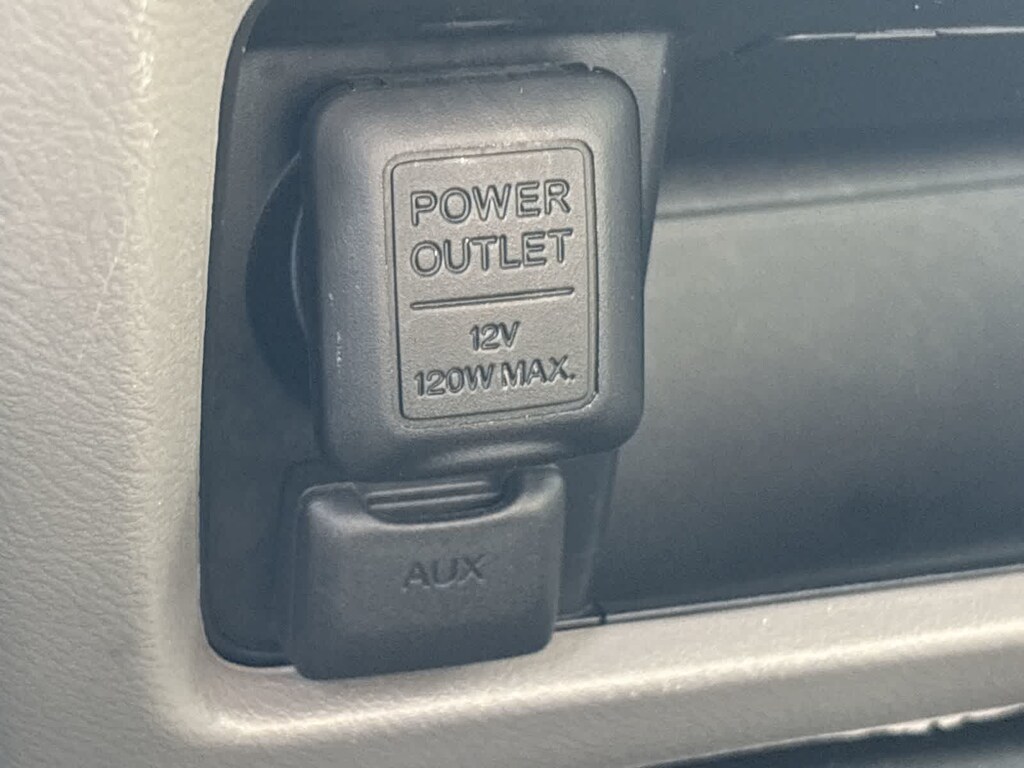 POWER
OUTLET
12V
120W MAX.
AUX